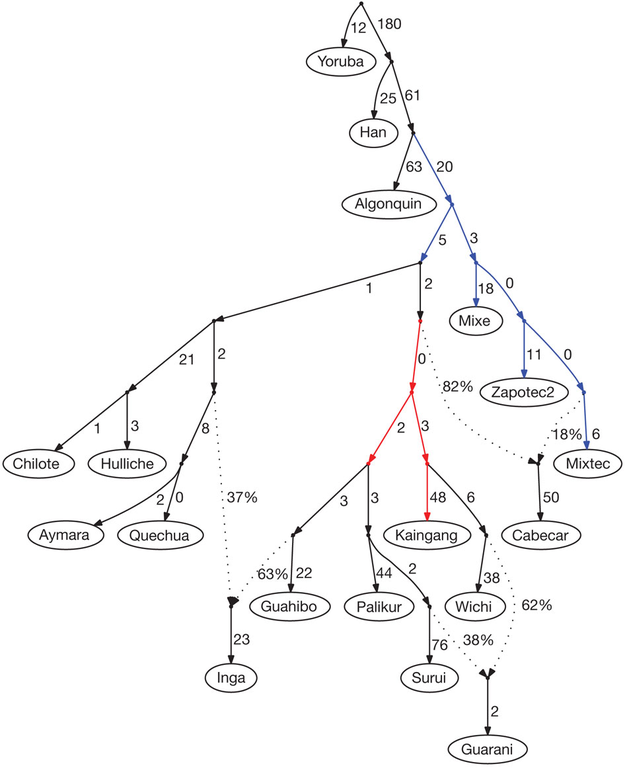 12 180
Yoruba
25 61
Han
63 20
Algonquin
5 3
1 2 18 0
Mixe
21 2 0 82% 11 0
Zapotec2
1 3 8 2 3 18% 6
Chilote Hulliche Mixtec
2 0 37% 3 3 48 6 50
Aymara Quechua Kaingang Cabecar
63% 22 44 2 38 62%
Guahibo Palikur Wichi
23 76 38%
Inga Surui
2
Guarani